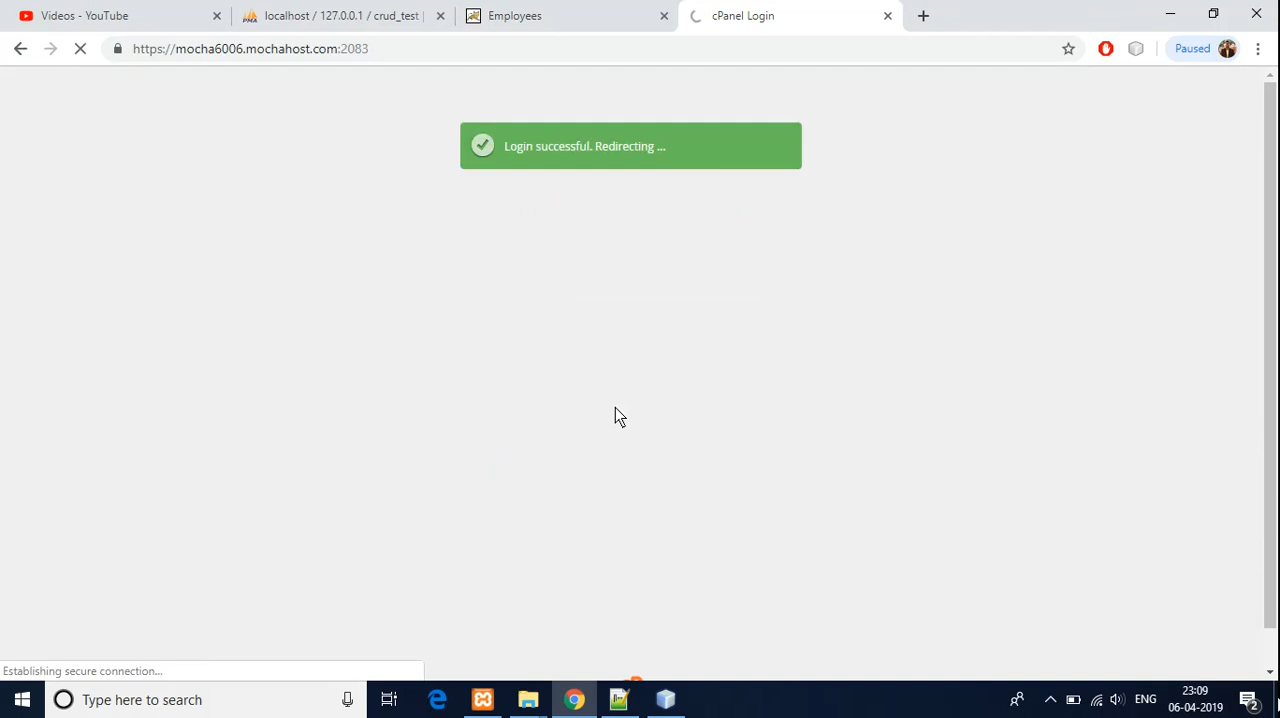 Videos - YouTube
localhost / 127.0.0.1 / crud_test
Employees
cPanel Login
https://mocha6006.mochahost.com:2083
Paused
Login successful. Redirecting ...
Establishing secure connection...
Type here to search
ENG
23:09
06-04-2019
2